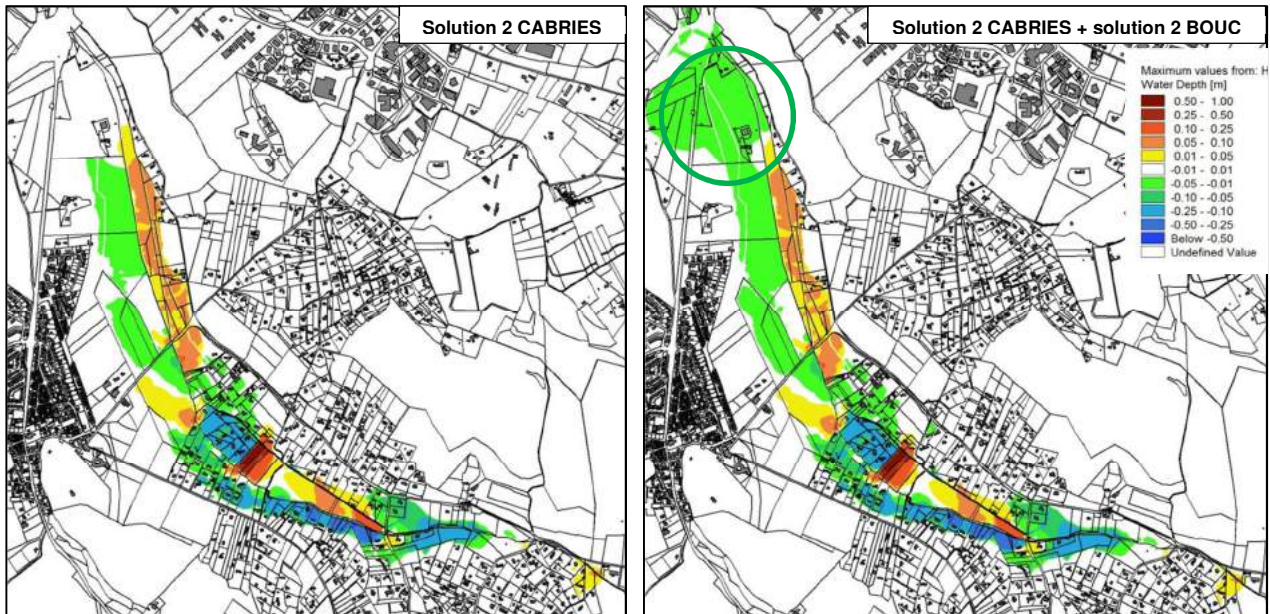 Solution 2 CABRIES
Solution 2 CABRIES + solution 2 BOUC
Maximum values from: H
Water Depth [m]
0.50 - 1.00
0.25 - 0.50
0.10 - 0.25
0.05 - 0.10
0.01 - 0.05
-0.01 - 0.01
-0.05 - -0.01
-0.10 - -0.05
-0.25 - -0.10
-0.50 - -0.25
Below -0.50
Undefined Value